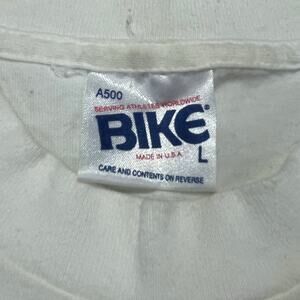 A500
SERVING ATHLETES WORLDWIDE
BIKE
L
MADE IN U.S.A.
CARE AND CONTENTS ON REVERSE